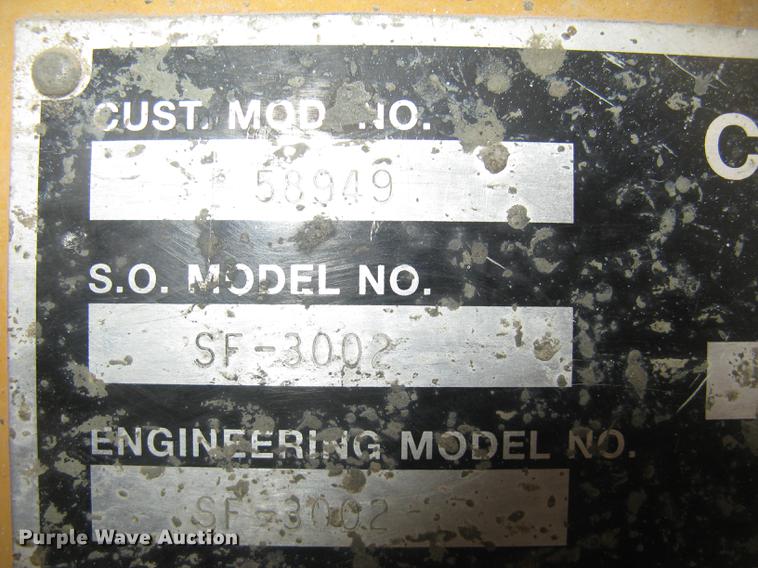 CUST. MOD. NO.
58949
C
S.O. MODEL NO.
SF-3002
ENGINEERING MODEL NO.
SF-3002
Purple Wave Auction